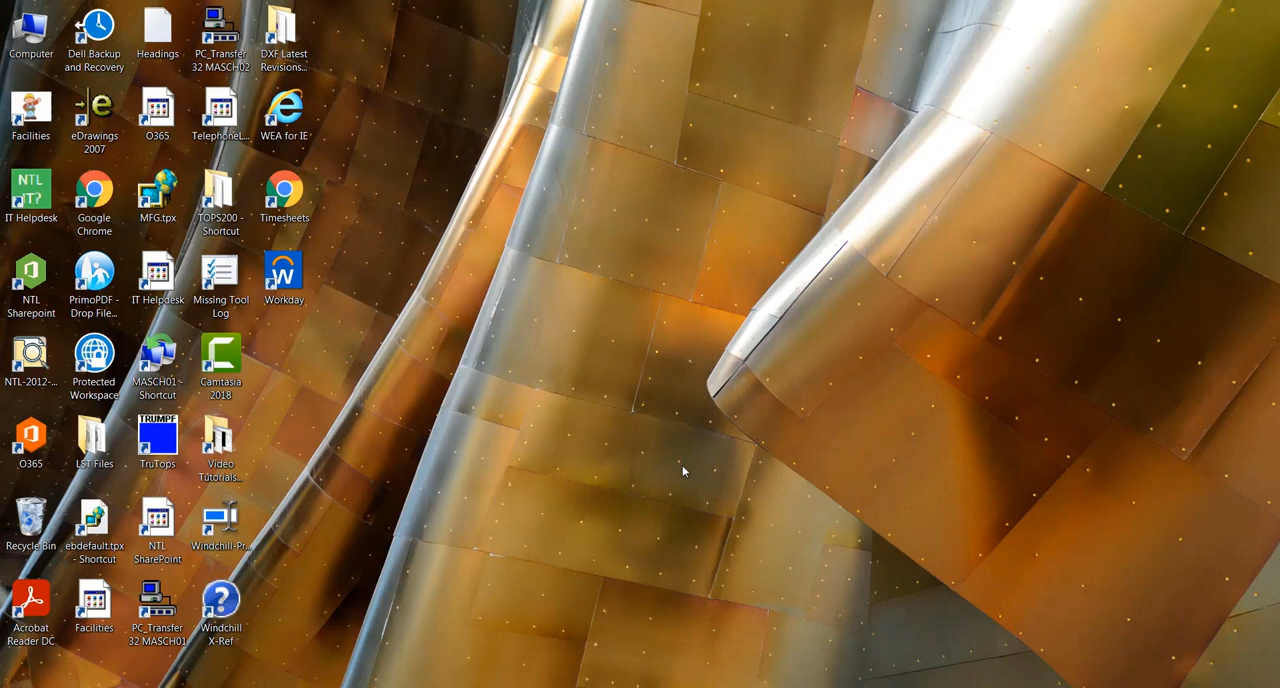 Computer
Dell Backup
and Recovery
Headings
PC_Transfer
32 MASCH02
DXF Latest
Revisions...
Facilities
eDrawings
2007
O365
TelephoneL...
WEA for IE
NTL
IT?
IT Helpdesk
Google
Chrome
MFG.tpx
TOPS200 -
Shortcut
Timesheets
NTL
Sharepoint
PrimoPDF -
Drop File...
IT Helpdesk
Missing Tool
Log
Workday
NTL-2012-...
Protected
Workspace
MASCH01 -
Shortcut
Camtasia
2018
O365
LST Files
TRUMPF
TruTops
Video
Tutorials...
Recycle Bin
ebdefault.tpx
- Shortcut
NTL
SharePoint
Windchill-Pr...
Acrobat
Reader DC
Facilities
PC_Transfer
32 MASCH01
Windchill
X-Ref